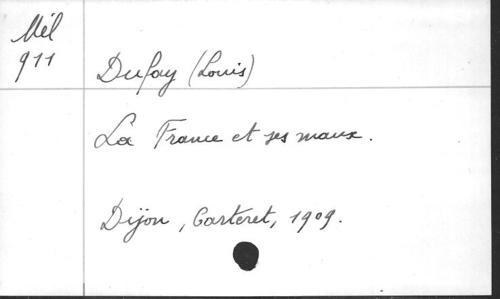 Mél
911
Dufay (Louis)
La France et ses maux.
Dijon, Carteret, 1909.